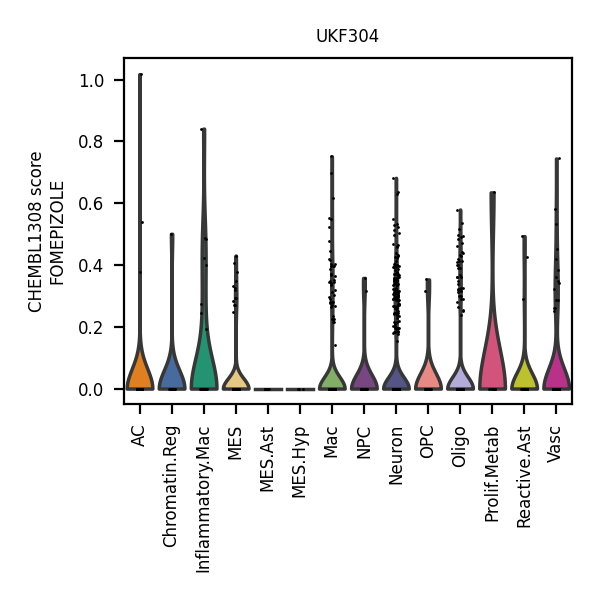 UKF304
CHEMBL1308 score
FOMEPIZOLE
1.0
0.8
0.6
0.4
0.2
0.0
AC
Chromatin.Reg
Inflammatory.Mac
MES
MES.Ast
MES.Hyp
Mac
NPC
Neuron
OPC
Oligo
Prolif.Metab
Reactive.Ast
Vasc